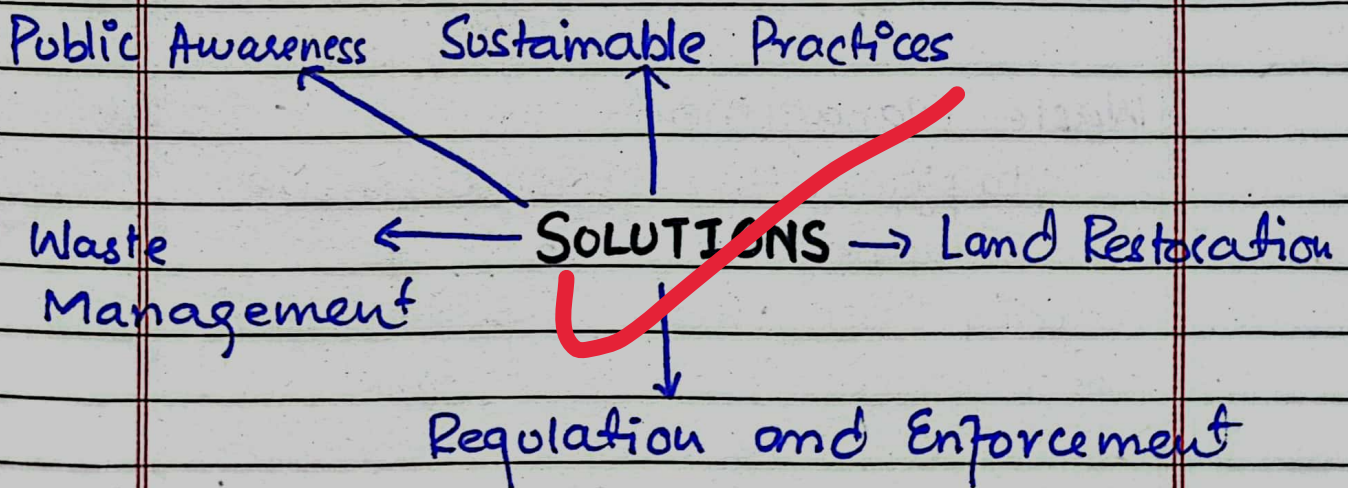 Public Awareness Sustainable Practices
Waste SOLUTIONS → Land Restoration
Management
Regulation and Enforcement